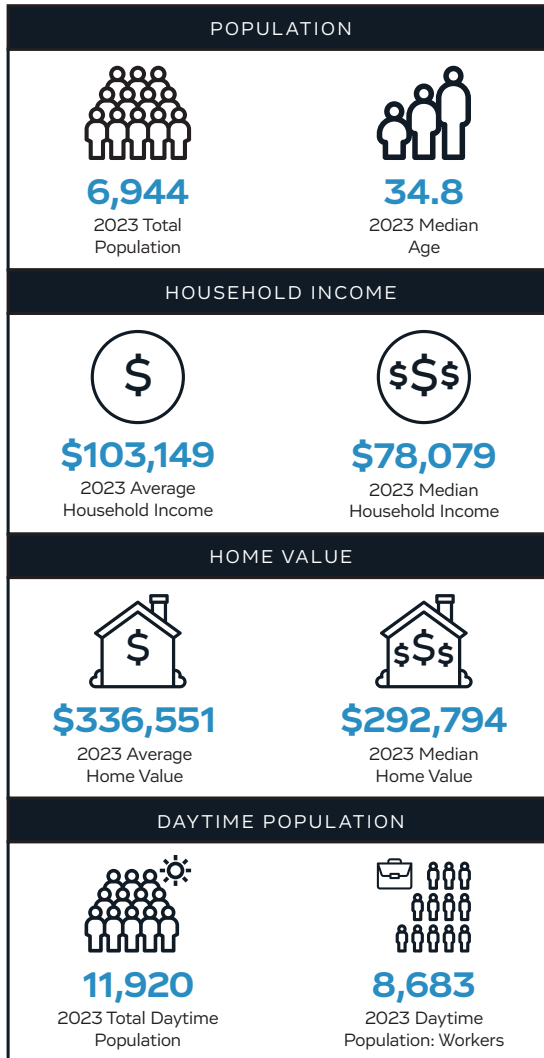 POPULATION
6,944
2023 Total
Population
34.8
2023 Median
Age
HOUSEHOLD INCOME
$
$103,149
2023 Average
Household Income
$$$
$78,079
2023 Median
Household Income
HOME VALUE
$
$336,551
2023 Average
Home Value
$$$
$292,794
2023 Median
Home Value
DAYTIME POPULATION
11,920
2023 Total Daytime
Population
8,683
2023 Daytime
Population: Workers